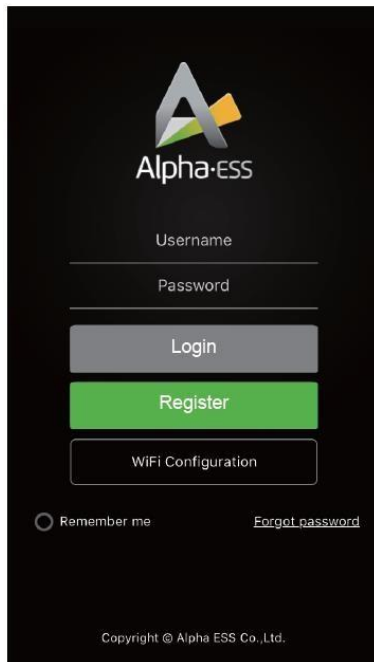 Alpha·ESS
Username
Password
Login
Register
WiFi Configuration
Remember me Forgot password
Copyright @ Alpha ESS Co.,Ltd.